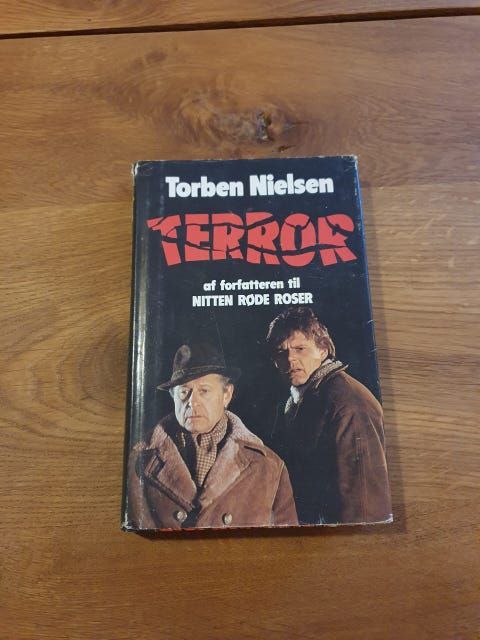 Torben Nielsen
TERROR
af forfatteren til
NITTEN RØDE ROSER